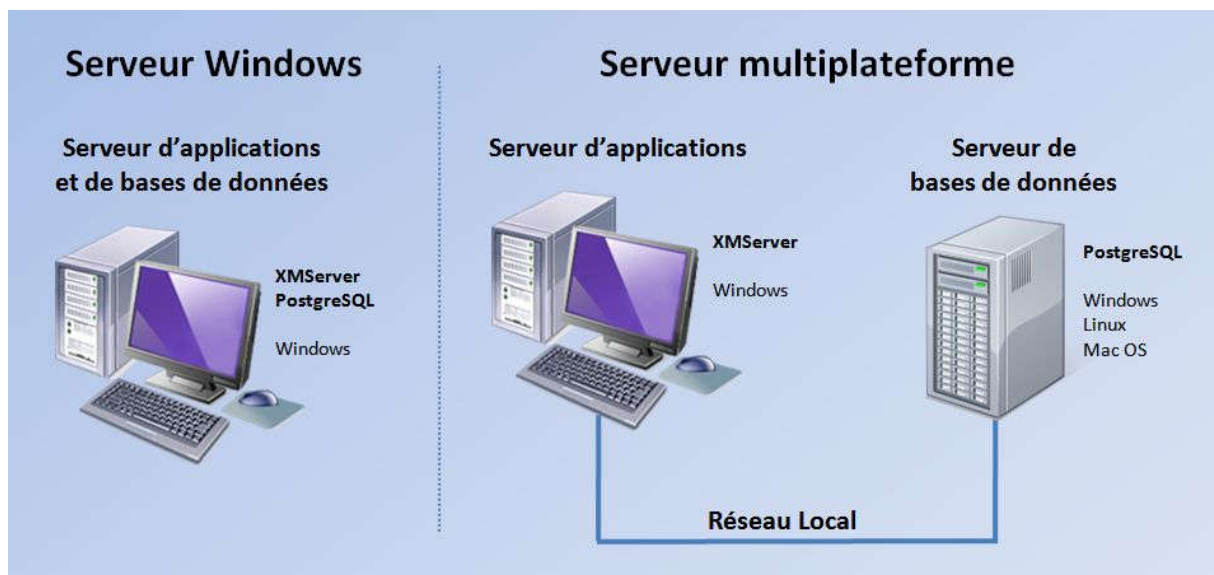 Serveur Windows
Serveur d’applications
et de bases de données
XMServer
PostgreSQL
Windows
Serveur multiplateforme
Serveur d’applications
XMServer
Windows
Serveur de
bases de données
PostgreSQL
Windows
Linux
Mac OS
Réseau Local